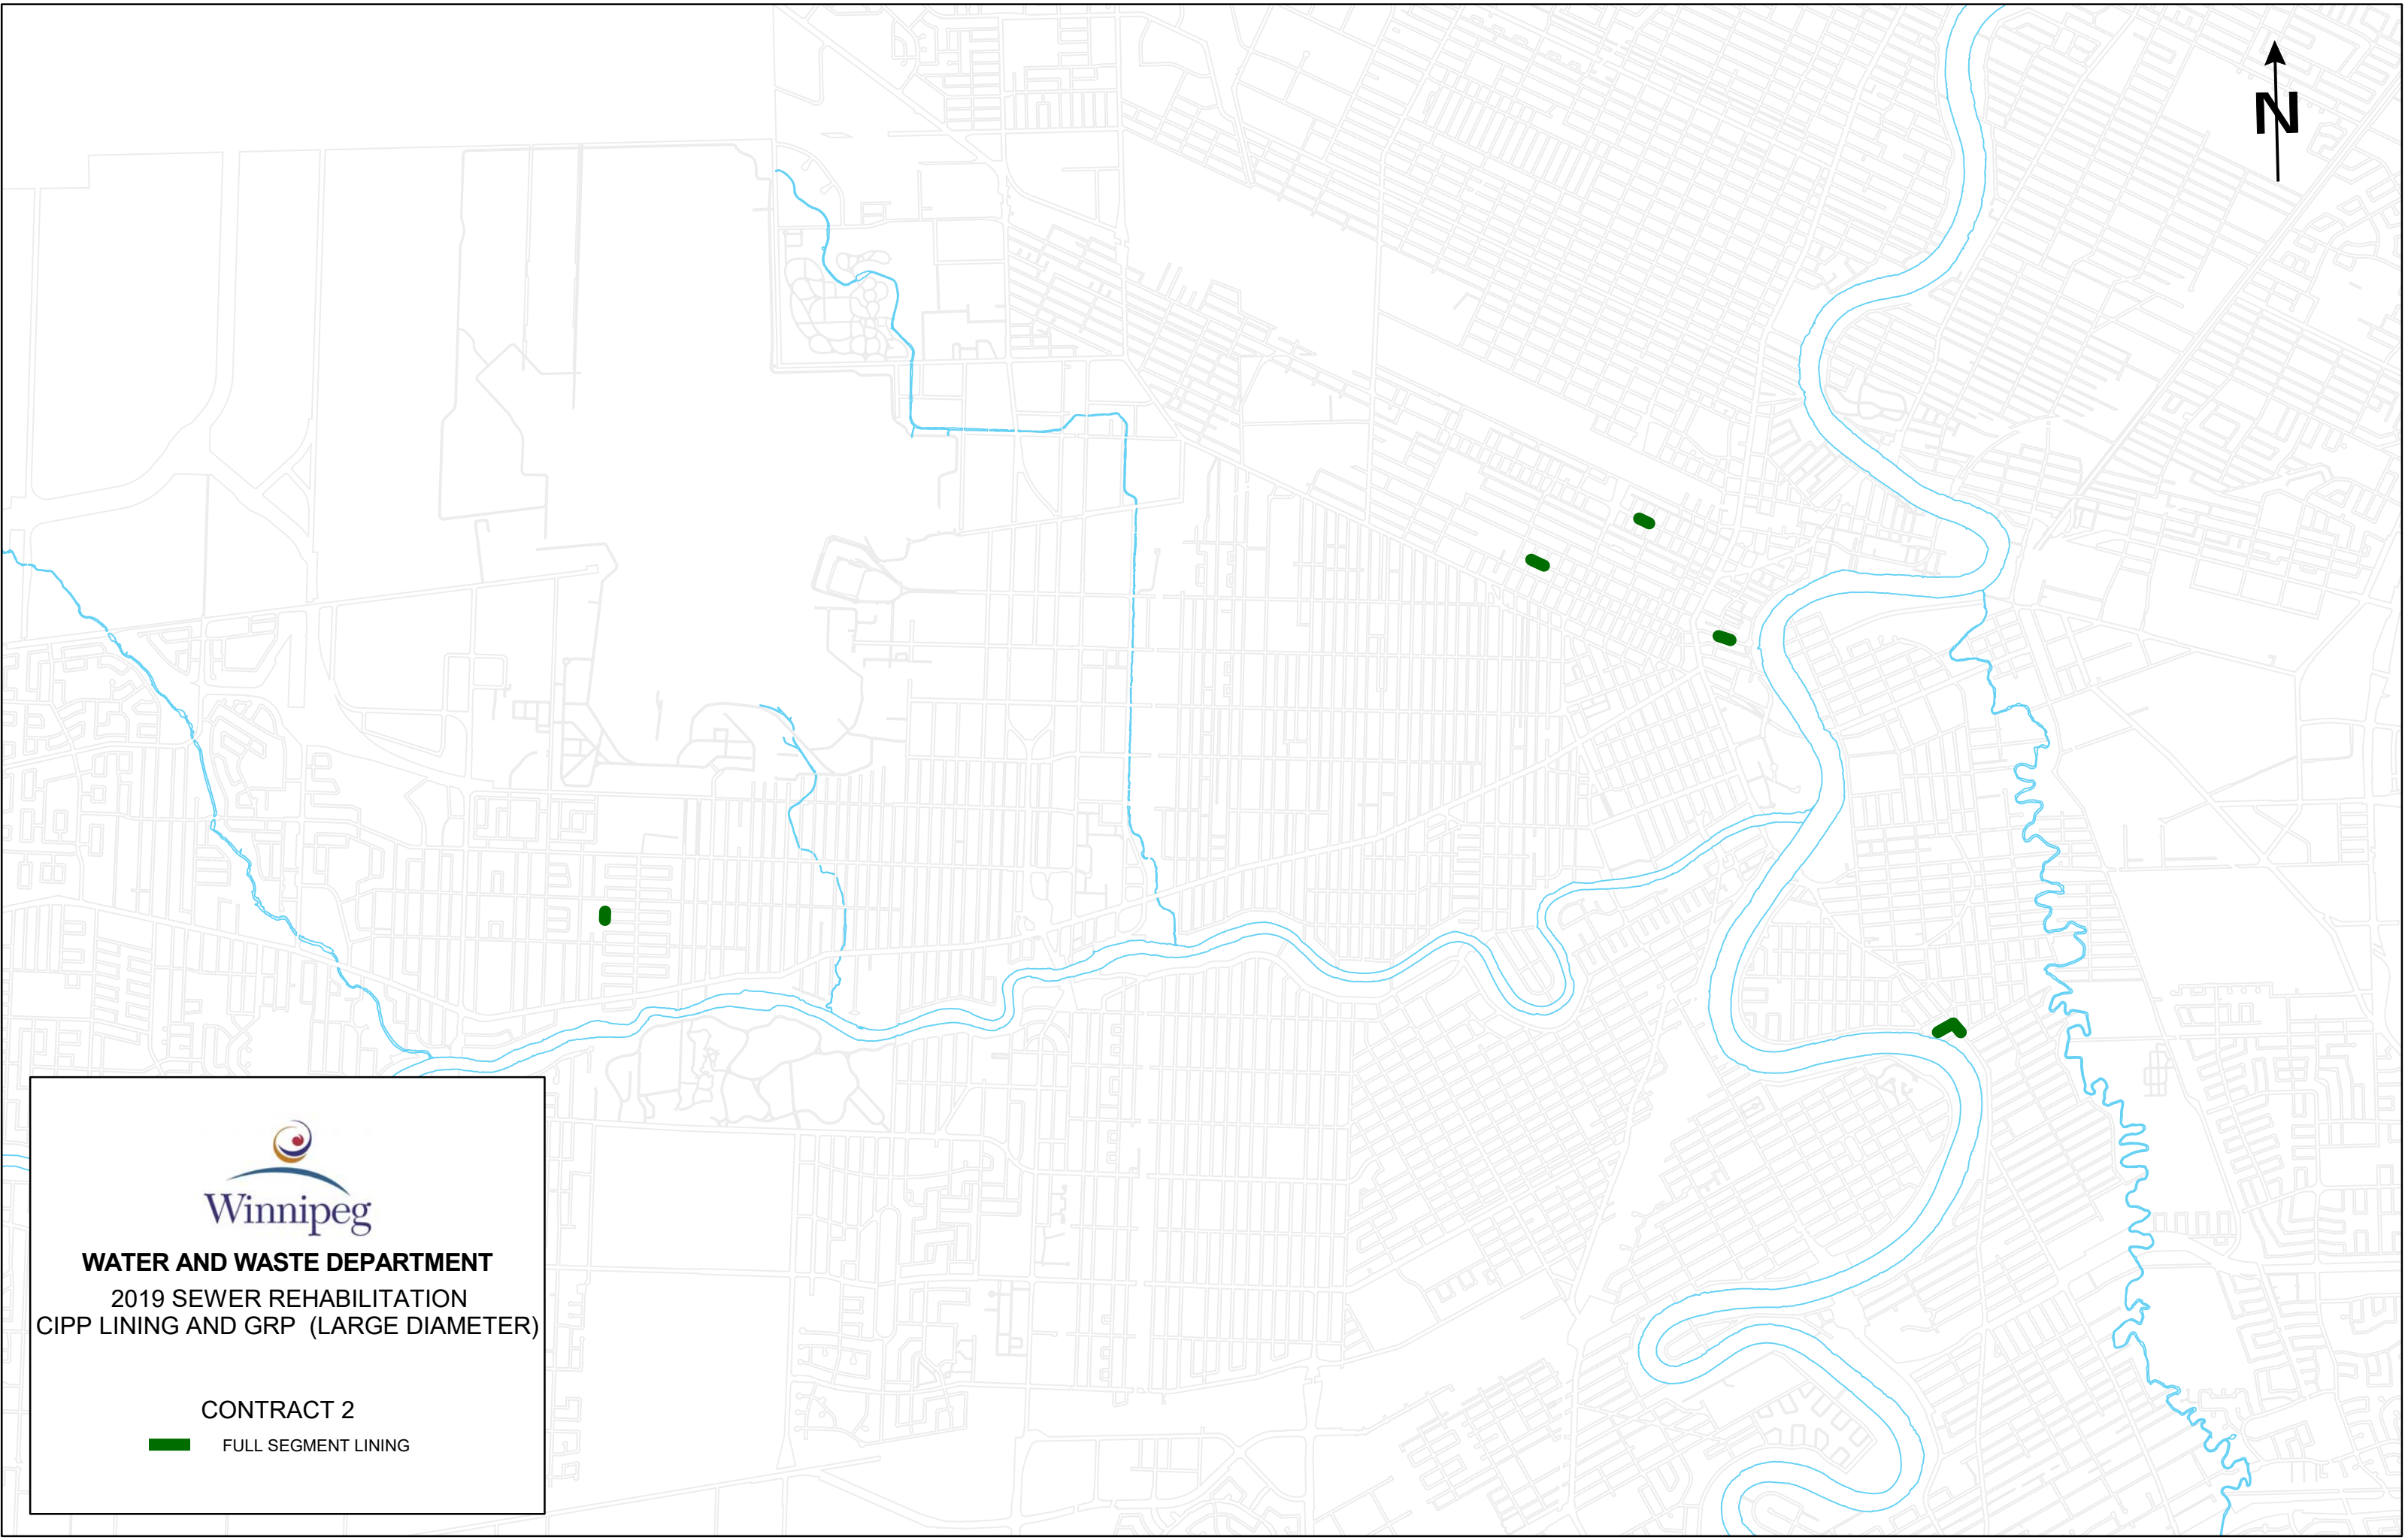 N
Winnipeg
WATER AND WASTE DEPARTMENT
2019 SEWER REHABILITATION
CIPP LINING AND GRP (LARGE DIAMETER)
CONTRACT 2
FULL SEGMENT LINING